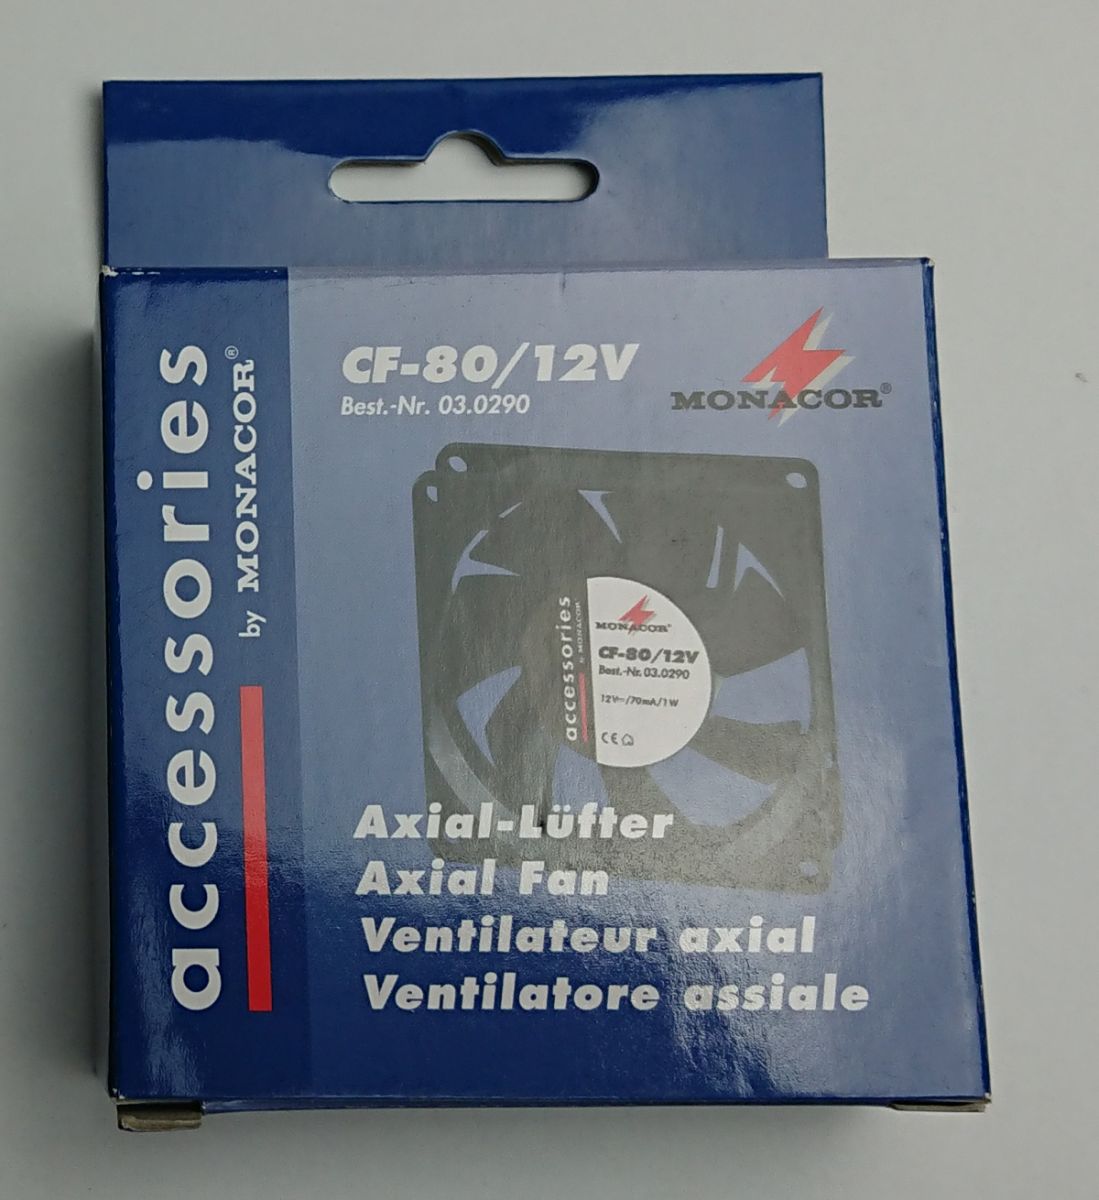 CF-80/12V
Best.-Nr. 03.0290
MONACOR®
accessories
by MONACOR®
accessories
by MONACOR
MONACOR®
CF-80/12V
Best.-Nr. 03.0290
12V⎓/70mA/1W
CE
Axial-Lüfter
Axial Fan
Ventilateur axial
Ventilatore assiale